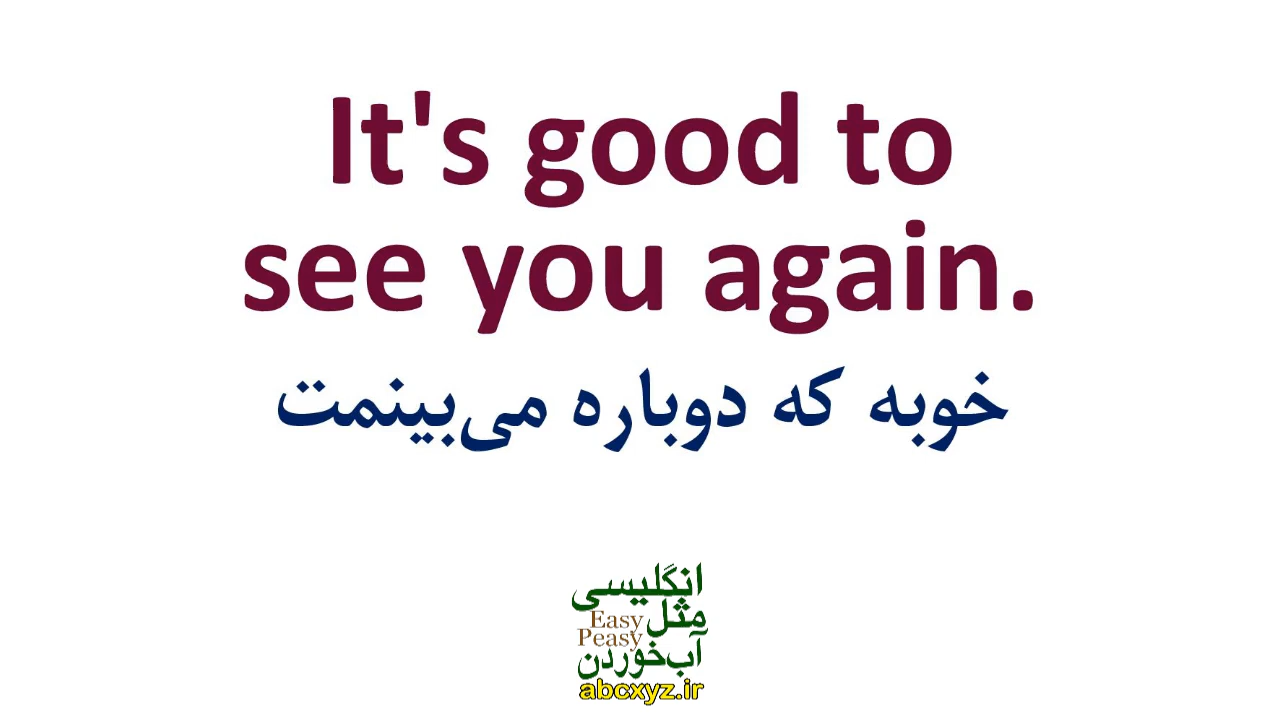 It's good to
see you again.
خوبه که دوباره می‌بینمت
انگلیسی
مثل
Easy
Peasy
آب‌خوردن
abcxyz.ir